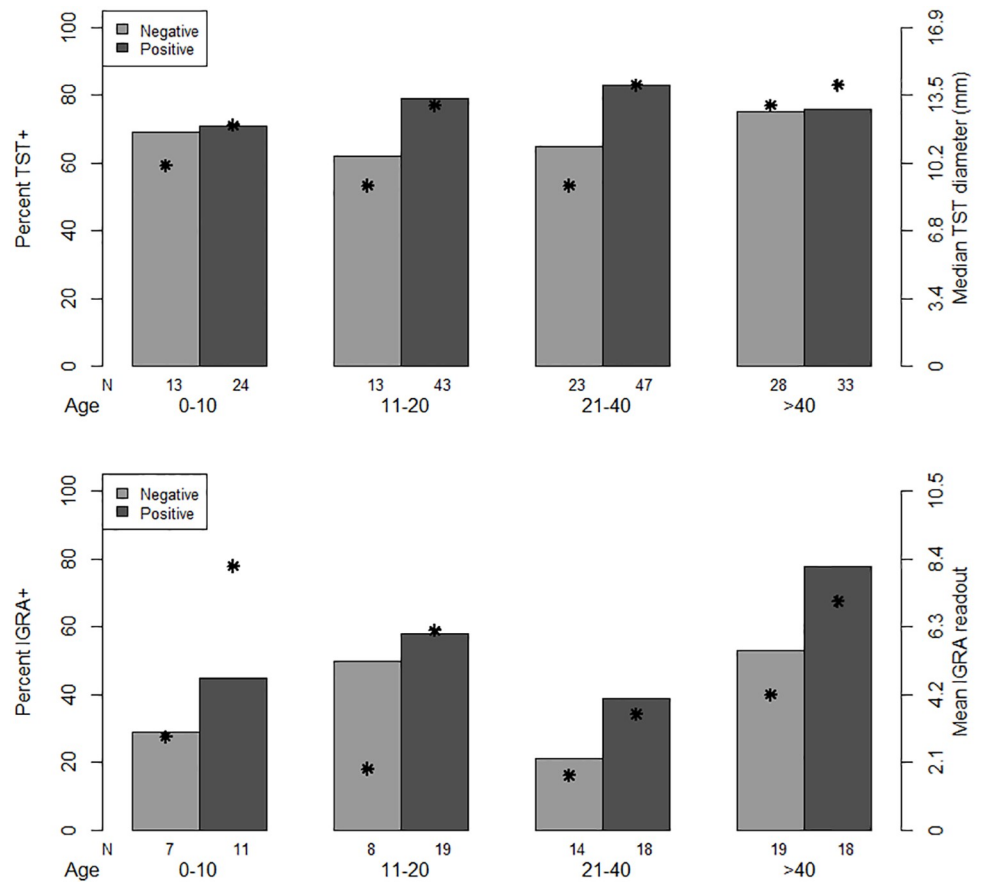 Negative
Positive
Percent TST+
0 20 40 60 80 100
Median TST diameter (mm)
0 3.4 6.8 10.2 13.5 16.9
N 13 24 13 43 23 47 28 33
Age 0-10 11-20 21-40 >40
Negative
Positive
Percent IGRA+
0 20 40 60 80 100
Mean IGRA readout
0 2.1 4.2 6.3 8.4 10.5
N 7 11 8 19 14 18 19 18
Age 0-10 11-20 21-40 >40